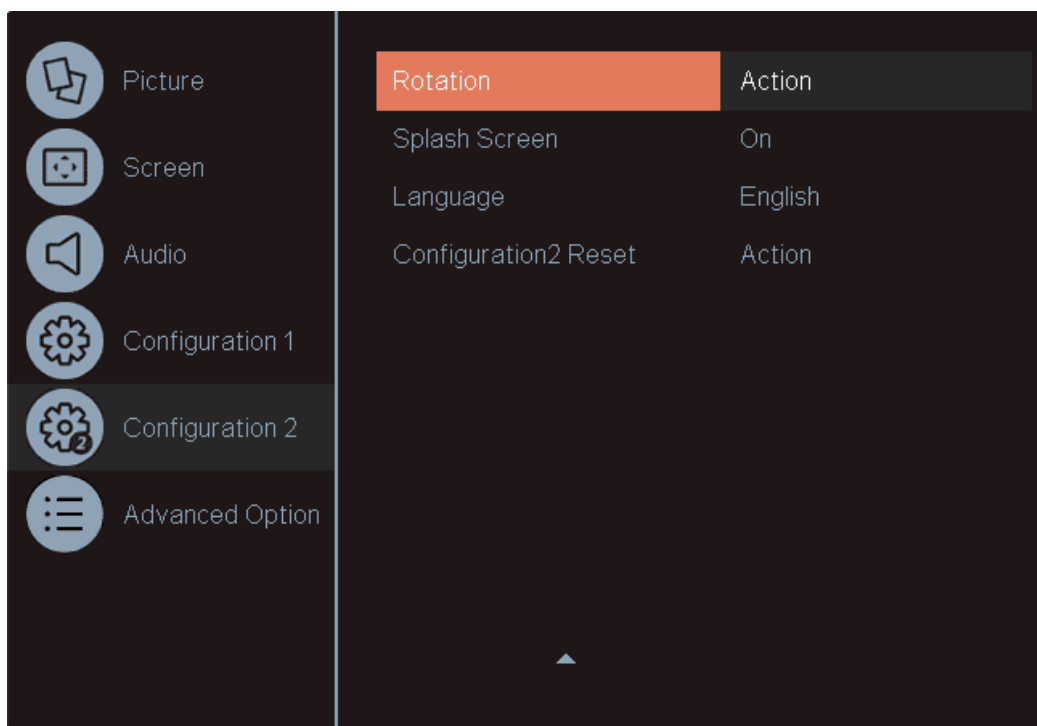 Picture
Screen
Audio
Configuration 1
Configuration 2
2
Advanced Option
Rotation Action
Splash Screen On
Language English
Configuration2 Reset Action